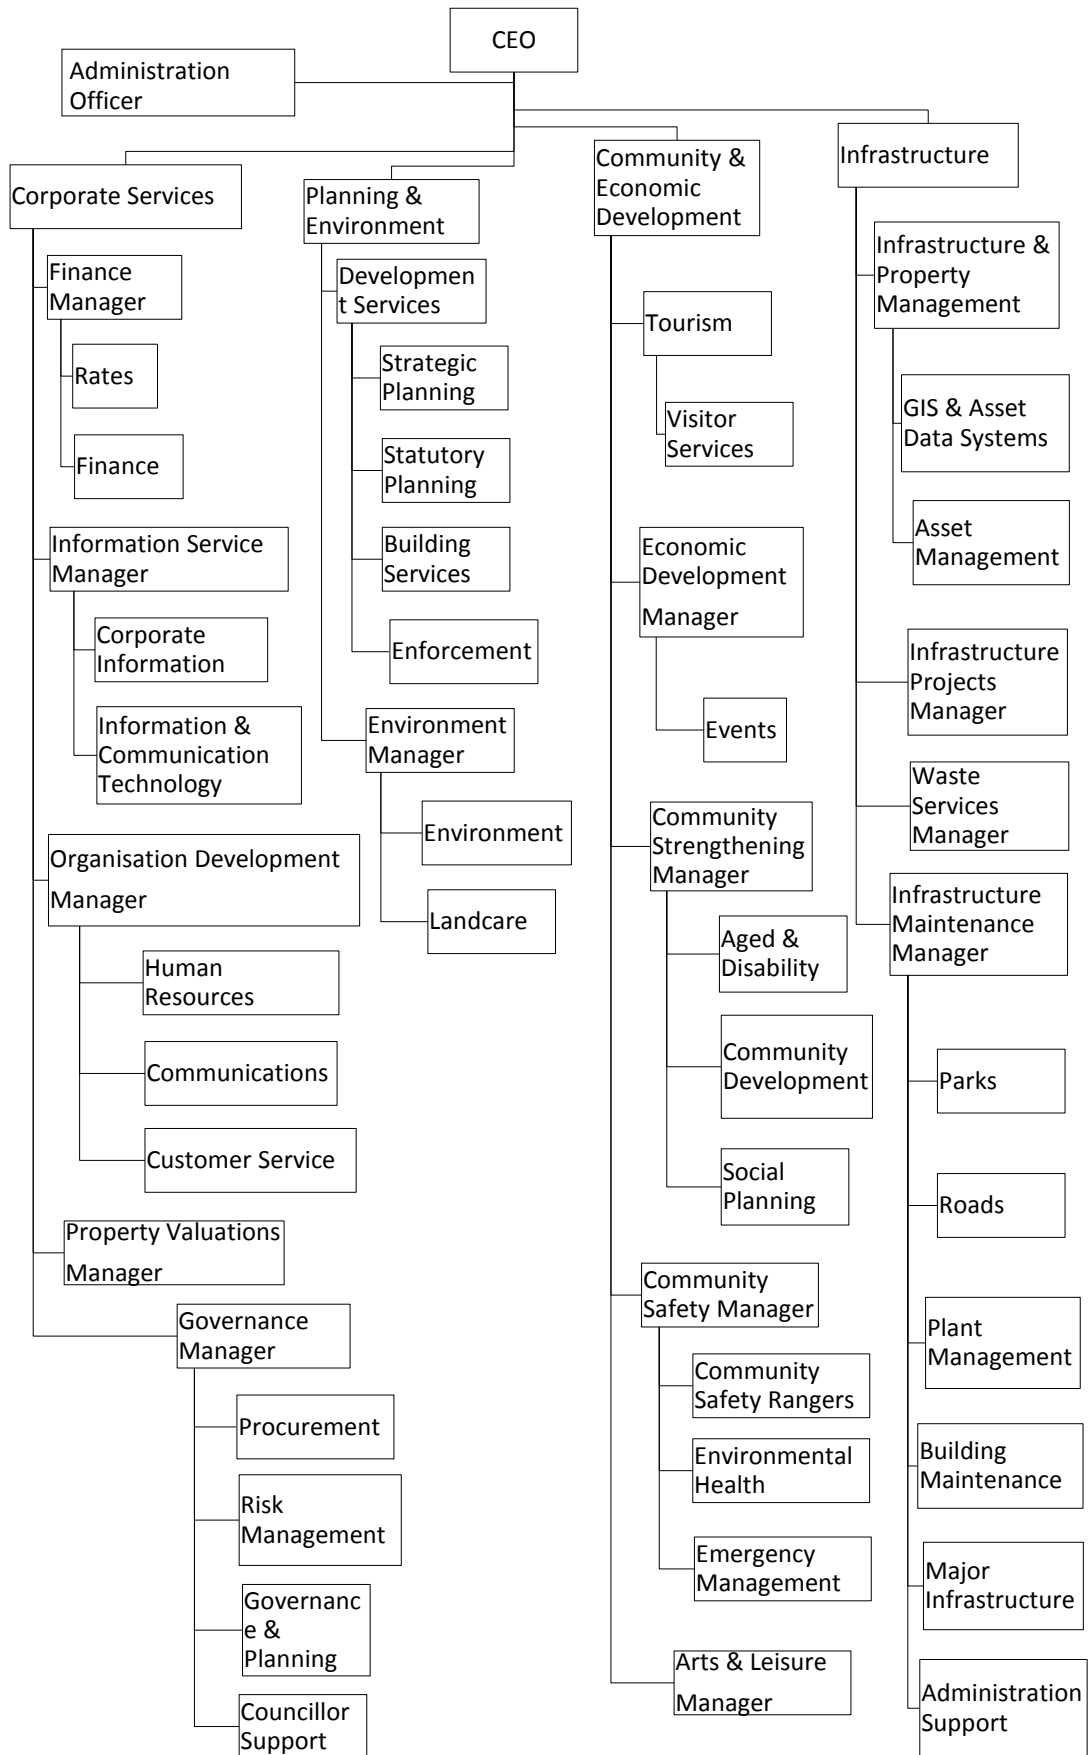 CEO
Administration
Officer
Corporate Services
Finance
Manager
Rates
Finance
Information Service
Manager
Corporate
Information
Information &
Communication
Technology
Organisation Development
Manager
Human
Resources
Communications
Customer Service
Property Valuations
Manager
Governance
Manager
Procurement
Risk
Management
Governanc
e &
Planning
Councillor
Support
Planning &
Environment
Developmen
t Services
Strategic
Planning
Statutory
Planning
Building
Services
Enforcement
Environment
Manager
Environment
Landcare
Community &
Economic
Development
Tourism
Visitor
Services
Economic
Development
Manager
Events
Community
Strengthening
Manager
Aged &
Disability
Community
Development
Social
Planning
Community
Safety Manager
Community
Safety Rangers
Environmental
Health
Emergency
Management
Arts & Leisure
Manager
Infrastructure
Infrastructure &
Property
Management
GIS & Asset
Data Systems
Asset
Management
Infrastructure
Projects
Manager
Waste
Services
Manager
Infrastructure
Maintenance
Manager
Parks
Roads
Plant
Management
Building
Maintenance
Major
Infrastructure
Administration
Support